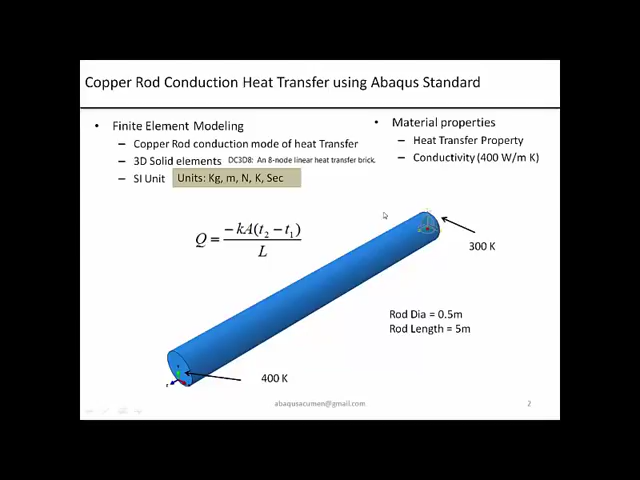 Copper Rod Conduction Heat Transfer using Abaqus Standard
• Finite Element Modeling
– Copper Rod conduction mode of heat Transfer
– 3D Solid elements DC3D8: An 8-node linear heat transfer brick.
– SI Unit Units: Kg, m, N, K, Sec
• Material properties
– Heat Transfer Property
– Conductivity (400 W/m K)
Q = −kA(t₂ − t₁) / L
300 K
Rod Dia = 0.5m
Rod Length = 5m
400 K
abaqusacumen@gmail.com
2